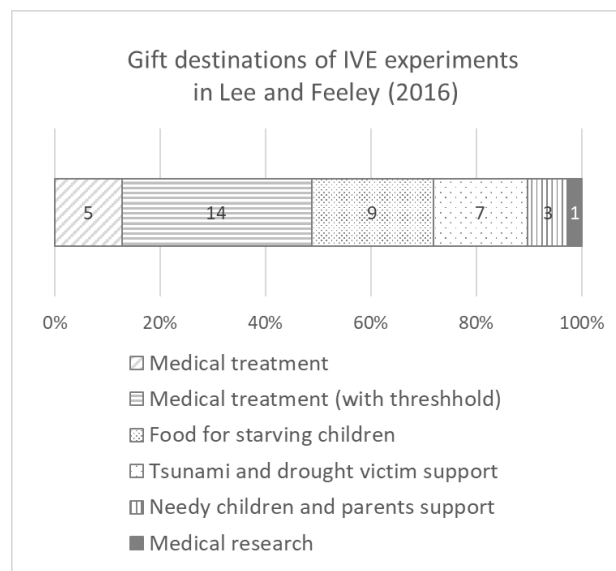 Gift destinations of IVE experiments
in Lee and Feeley (2016)
5 14 9 7 3 1
0% 20% 40% 60% 80% 100%
Medical treatment
Medical treatment (with threshhold)
Food for starving children
Tsunami and drought victim support
Needy children and parents support
Medical research